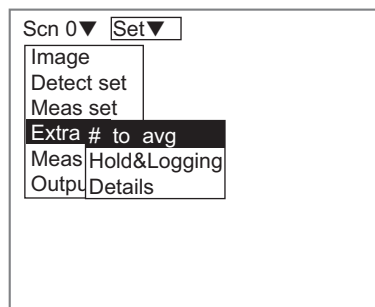 Scn 0▼ Set▼
Image
Detect set
Meas set
Extra # to avg
Meas Hold&Logging
Outpu Details